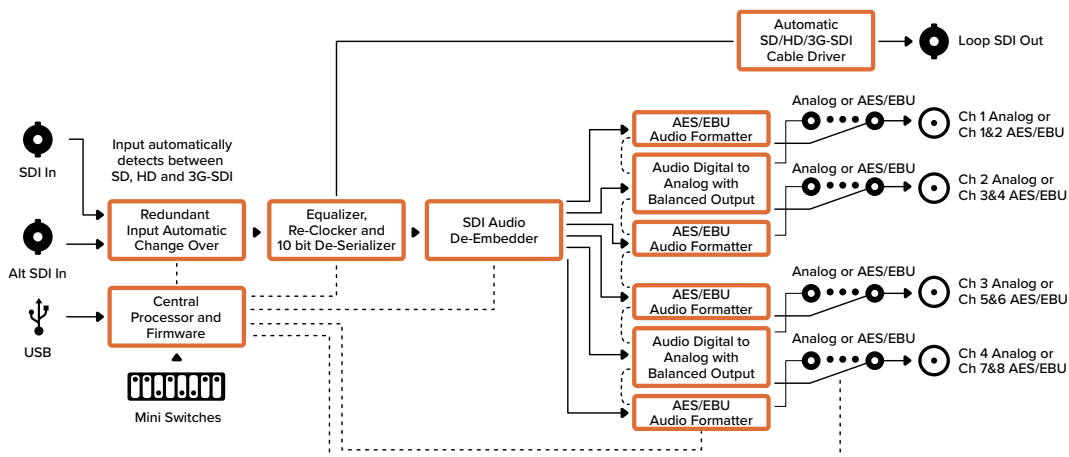 Automatic
SD/HD/3G-SDI
Cable Driver
Loop SDI Out
SDI In
Input automatically
detects between
SD, HD and 3G-SDI
Alt SDI In
Redundant
Input Automatic
Change Over
Equalizer,
Re-Clocker and
10 bit De-Serializer
SDI Audio
De-Embedder
USB
Central
Processor and
Firmware
Mini Switches
AES/EBU
Audio Formatter
Audio Digital to
Analog with
Balanced Output
AES/EBU
Audio Formatter
AES/EBU
Audio Formatter
Audio Digital to
Analog with
Balanced Output
AES/EBU
Audio Formatter
Analog or AES/EBU
Ch 1 Analog or
Ch 1&2 AES/EBU
Analog or AES/EBU
Ch 2 Analog or
Ch 3&4 AES/EBU
Analog or AES/EBU
Ch 3 Analog or
Ch 5&6 AES/EBU
Analog or AES/EBU
Ch 4 Analog or
Ch 7&8 AES/EBU